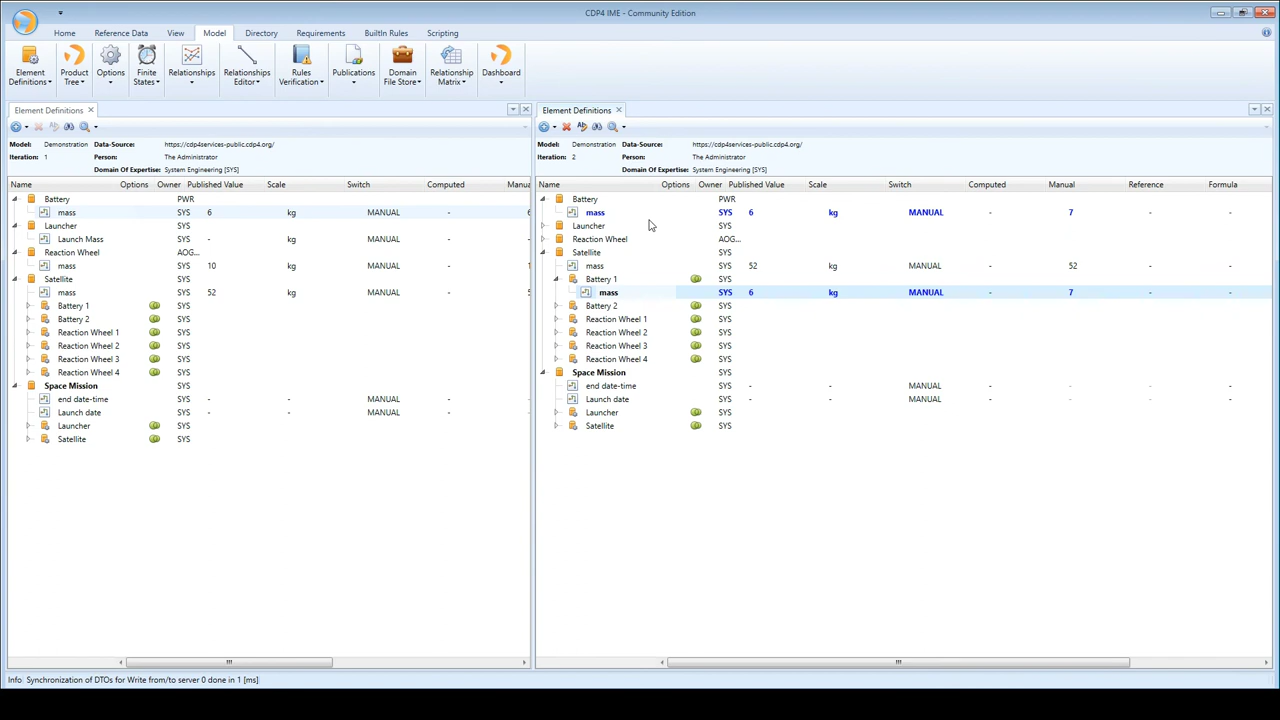 CDP4 IME - Community Edition
Home Reference Data View Model Directory Requirements BuiltIn Rules Scripting
Element Definitions Product Tree Options Finite States Relationships Relationships Editor Rules Verification Publications Domain File Store Relationship Matrix Dashboard
Element Definitions
Model: Demonstration Data-Source: https://cdp4services-public.cdp4.org/
Iteration: 1 Person: The Administrator
Domain Of Expertise: System Engineering [SYS]
Name Options Owner Published Value Scale Switch Computed
Battery PWR
mass SYS 6 kg MANUAL - 6
Launcher SYS
Launch Mass SYS - kg MANUAL -
Reaction Wheel AOG...
mass SYS 10 kg MANUAL -
Satellite SYS
mass SYS 52 kg MANUAL -
Battery 1 SYS
Battery 2 SYS
Reaction Wheel 1 SYS
Reaction Wheel 2 SYS
Reaction Wheel 3 SYS
Reaction Wheel 4 SYS
Space Mission SYS
end date-time SYS - - MANUAL -
Launch date SYS - - MANUAL -
Launcher SYS
Satellite SYS
Element Definitions
Model: Demonstration Data-Source: https://cdp4services-public.cdp4.org/
Iteration: 2 Person: The Administrator
Domain Of Expertise: System Engineering [SYS]
Name Options Owner Published Value Scale Switch Computed Manual Reference Formula
Battery PWR
mass SYS 6 kg MANUAL - 7 - -
Launcher SYS
Reaction Wheel AOG...
Satellite SYS
mass SYS 52 kg MANUAL - 52 - -
Battery 1 SYS
mass SYS 6 kg MANUAL - 7 - -
Battery 2 SYS
Reaction Wheel 1 SYS
Reaction Wheel 2 SYS
Reaction Wheel 3 SYS
Reaction Wheel 4 SYS
Space Mission SYS
end date-time SYS - - MANUAL - - - -
Launch date SYS - - MANUAL - - - -
Launcher SYS
Satellite SYS
Info: Synchronization of DTOs for Write from/to server 0 done in 1 [ms]